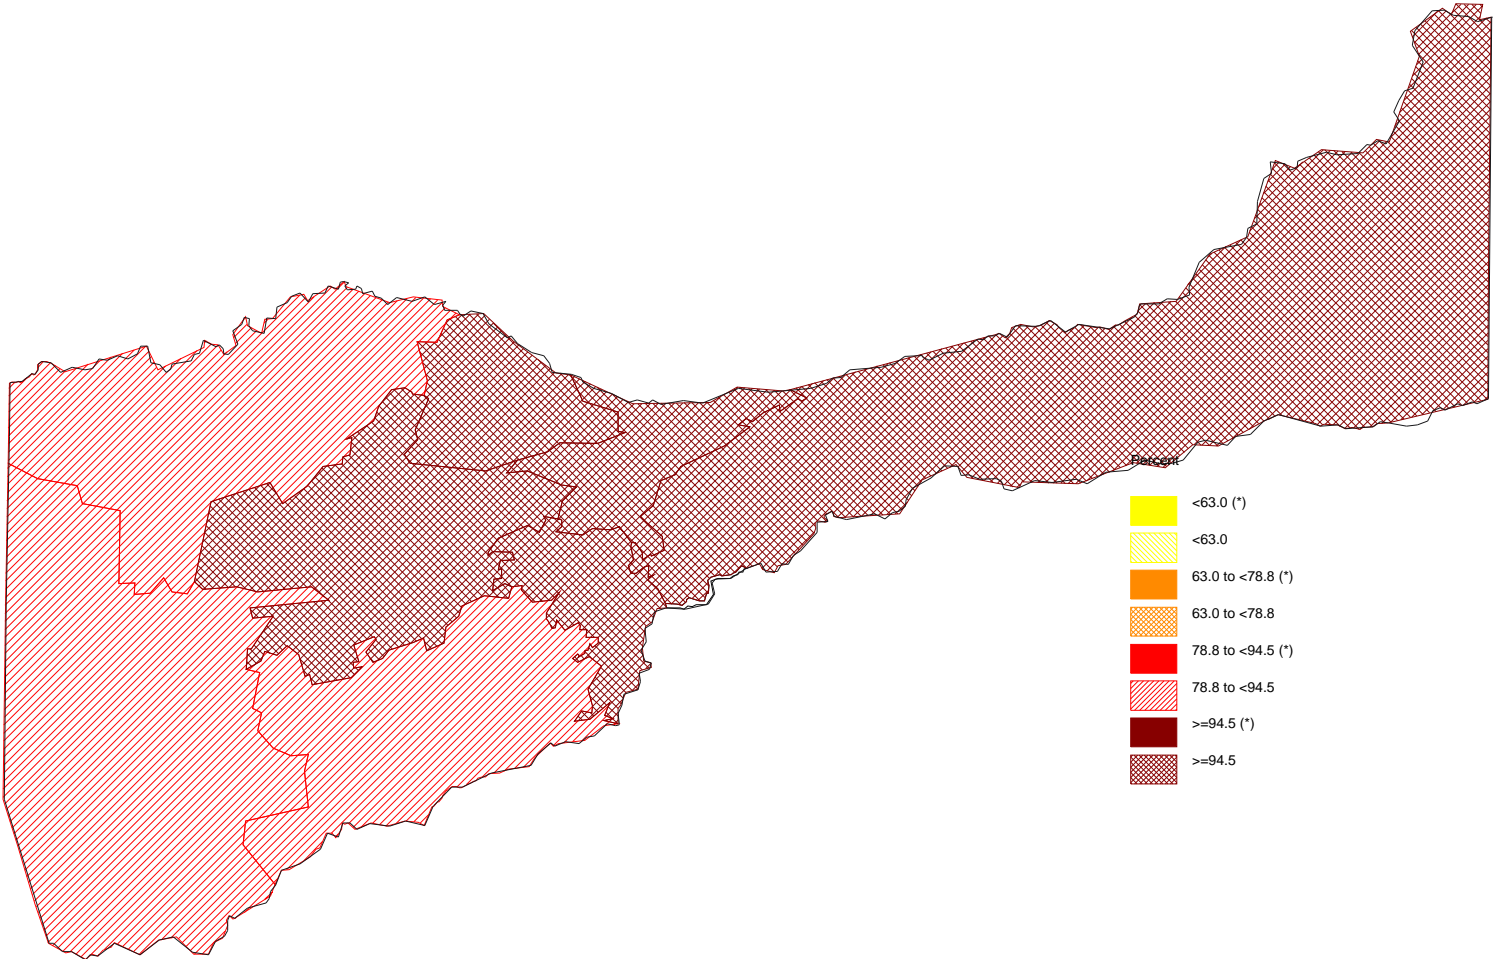 Percent
<63.0 (*)
<63.0
63.0 to <78.8 (*)
63.0 to <78.8
78.8 to <94.5 (*)
78.8 to <94.5
>=94.5 (*)
>=94.5